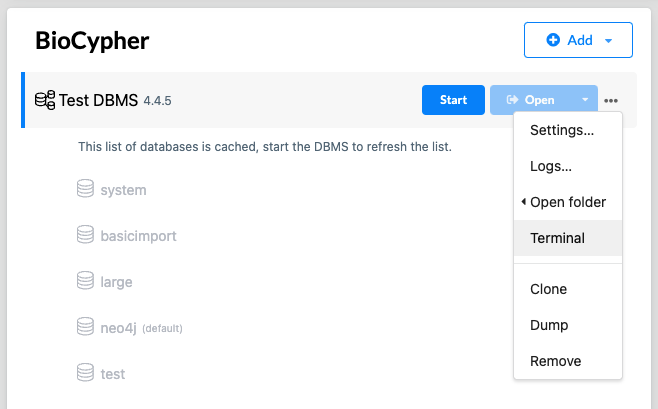 BioCypher
Add
Test DBMS 4.4.5
Start
Open
This list of databases is cached, start the DBMS to refresh the list.
system
basicimport
large
neo4j (default)
test
Settings...
Logs...
Open folder
Terminal
Clone
Dump
Remove